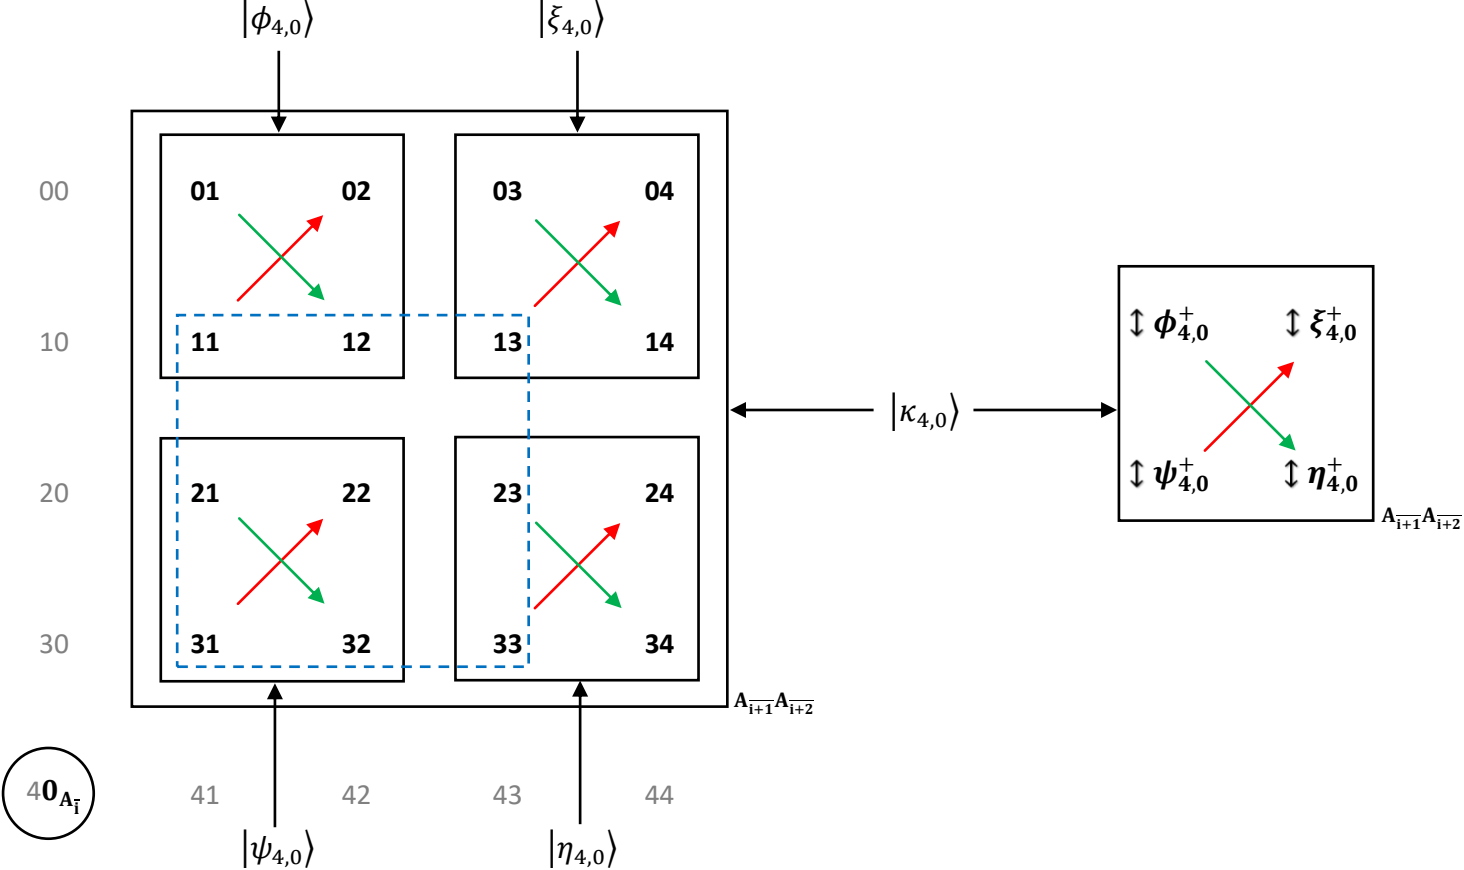 |ϕ₄,₀⟩ |ξ₄,₀⟩
00 01 02 03 04
10 11 12 13 14
↕ ϕ⁺₄,₀ ↕ ξ⁺₄,₀
|κ₄,₀⟩
↕ ψ⁺₄,₀ ↕ η⁺₄,₀
A_{\overline{i+1}}A_{\overline{i+2}}
20 21 22 23 24
30 31 32 33 34
A_{\overline{i+1}}A_{\overline{i+2}}
40_{A_{\overline{i}}} 41 42 43 44
|ψ₄,₀⟩ |η₄,₀⟩